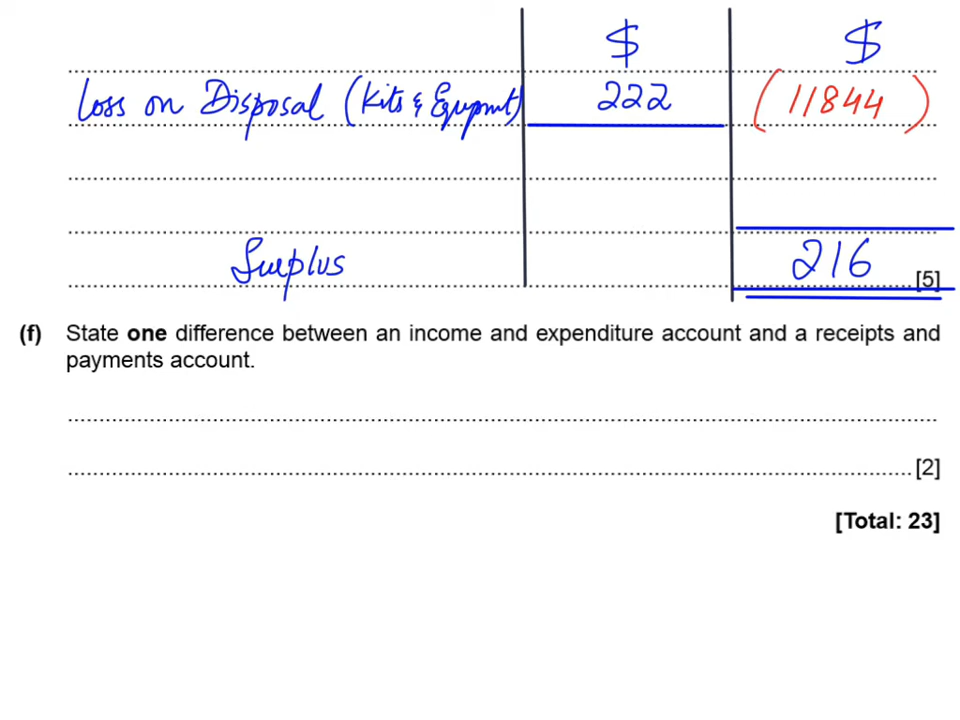 $ $
Loss on Disposal (Kits & Equpmt) 222 (11844)
Surplus 216 [5]
(f) State one difference between an income and expenditure account and a receipts and
payments account.
[2]
[Total: 23]